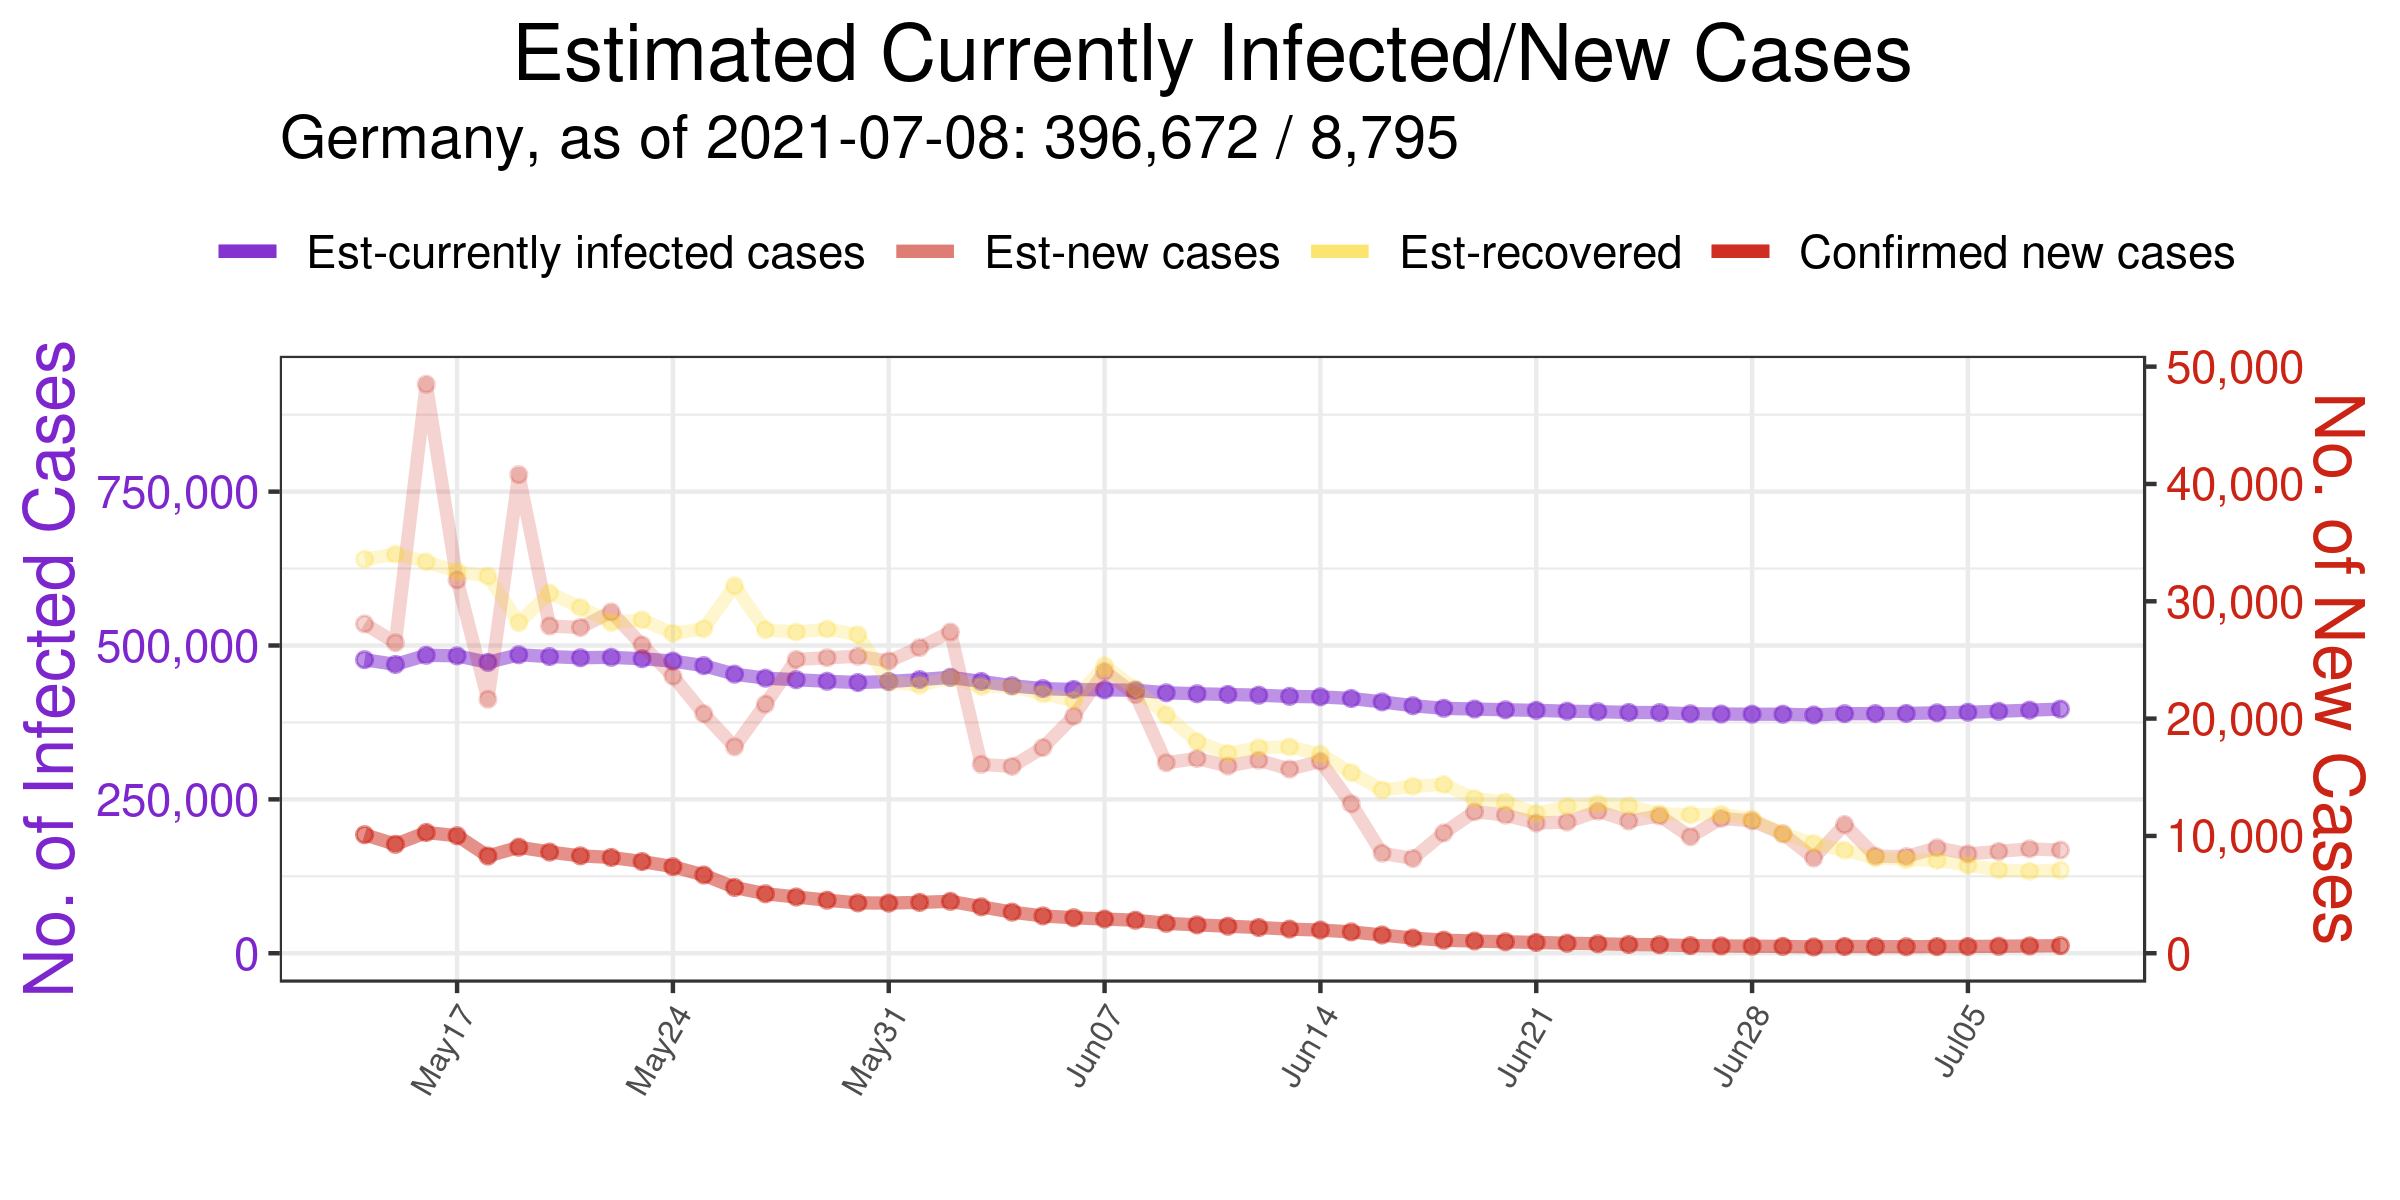 Estimated Currently Infected/New Cases
Germany, as of 2021-07-08: 396,672 / 8,795
Est-currently infected cases Est-new cases Est-recovered Confirmed new cases
No. of Infected Cases
750,000
500,000
250,000
0
50,000
40,000
30,000
20,000
10,000
0
No. of New Cases
May17 May24 May31 Jun07 Jun14 Jun21 Jun28 Jul05